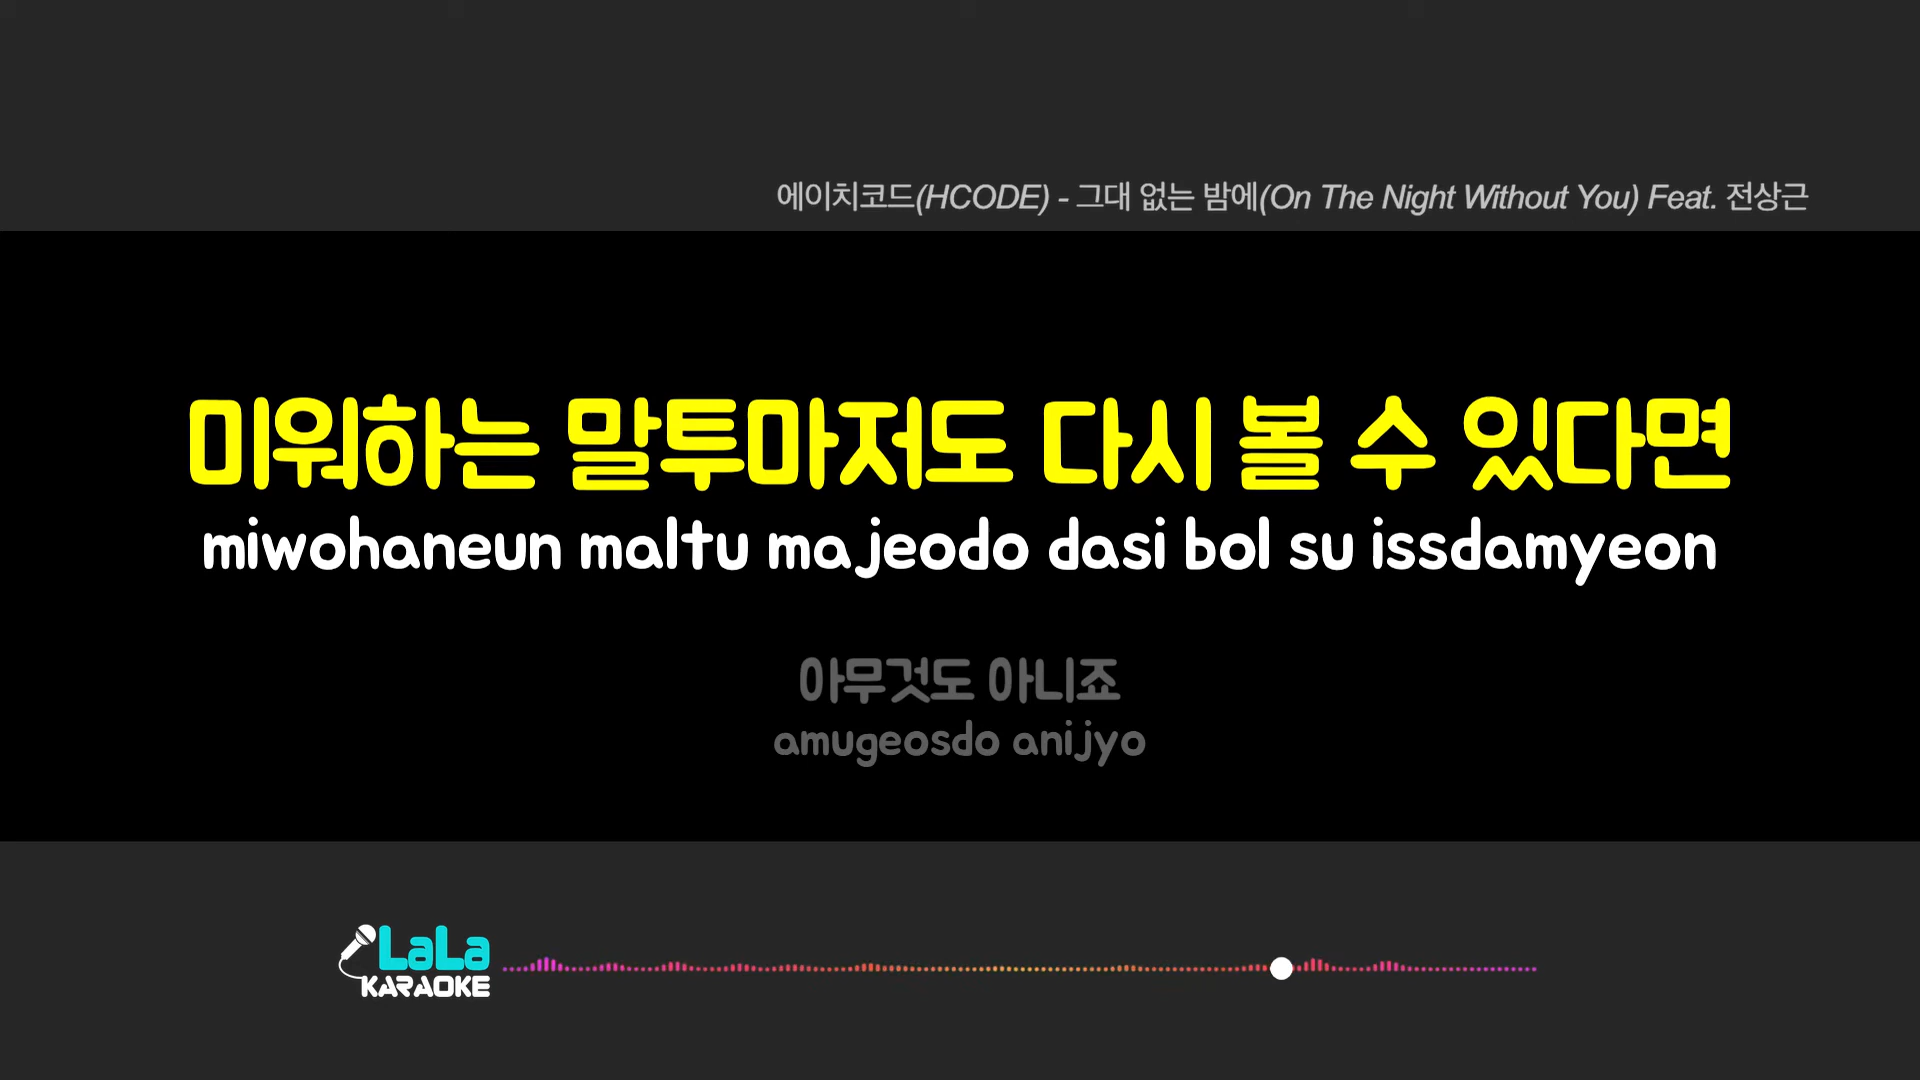 에이치코드(HCODE) - 그대 없는 밤에(On The Night Without You) Feat. 전상근
미워하는 말투마저도 다시 볼 수 있다면
miwohaneun maltu majeodo dasi bol su issdamyeon
아무것도 아니죠
amugeosdo anijyo
LaLa
KARAOKE